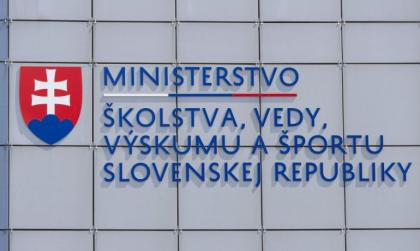 MINISTERSTVO
ŠKOLSTVA, VEDY,
VÝSKUMU A ŠPORTU
SLOVENSKEJ REPUBLIKY